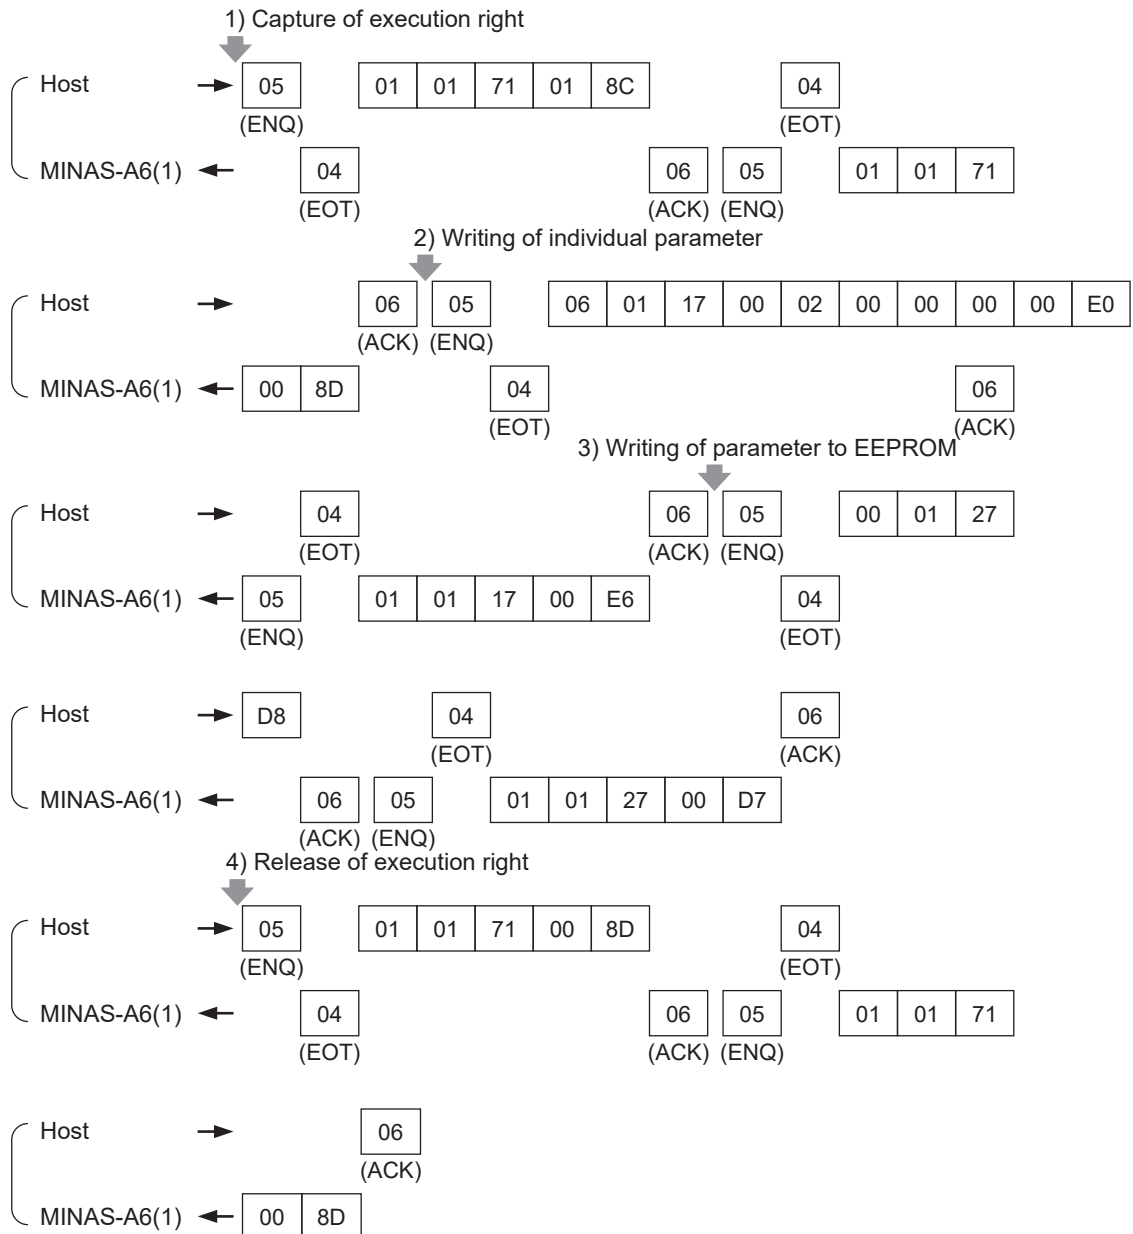 1) Capture of execution right
Host 05 01 01 71 01 8C 04
(ENQ) (EOT)
MINAS-A6(1) 04 06 05 01 01 71
(EOT) (ACK) (ENQ)
2) Writing of individual parameter
Host 06 05 06 01 17 00 02 00 00 00 00 E0
(ACK) (ENQ)
MINAS-A6(1) 00 8D 04 06
(EOT) (ACK)
3) Writing of parameter to EEPROM
Host 04 06 05 00 01 27
(EOT) (ACK) (ENQ)
MINAS-A6(1) 05 01 01 17 00 E6 04
(ENQ) (EOT)
Host D8 04 06
(EOT) (ACK)
MINAS-A6(1) 06 05 01 01 27 00 D7
(ACK) (ENQ)
4) Release of execution right
Host 05 01 01 71 00 8D 04
(ENQ) (EOT)
MINAS-A6(1) 04 06 05 01 01 71
(EOT) (ACK) (ENQ)
Host 06
(ACK)
MINAS-A6(1) 00 8D